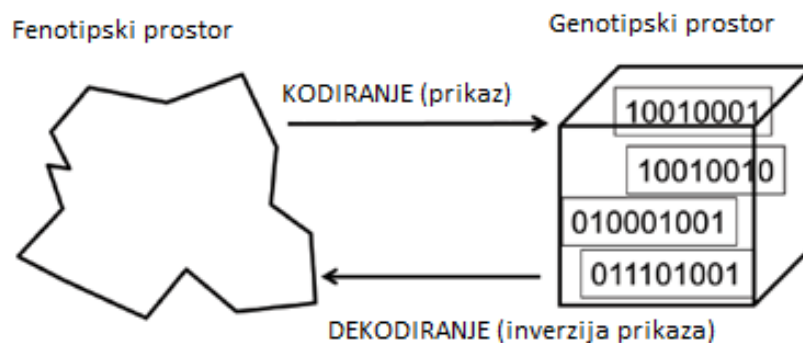 Fenotipski prostor
Genotipski prostor
KODIRANJE (prikaz)
10010001
10010010
010001001
011101001
DEKODIRANJE (inverzija prikaza)